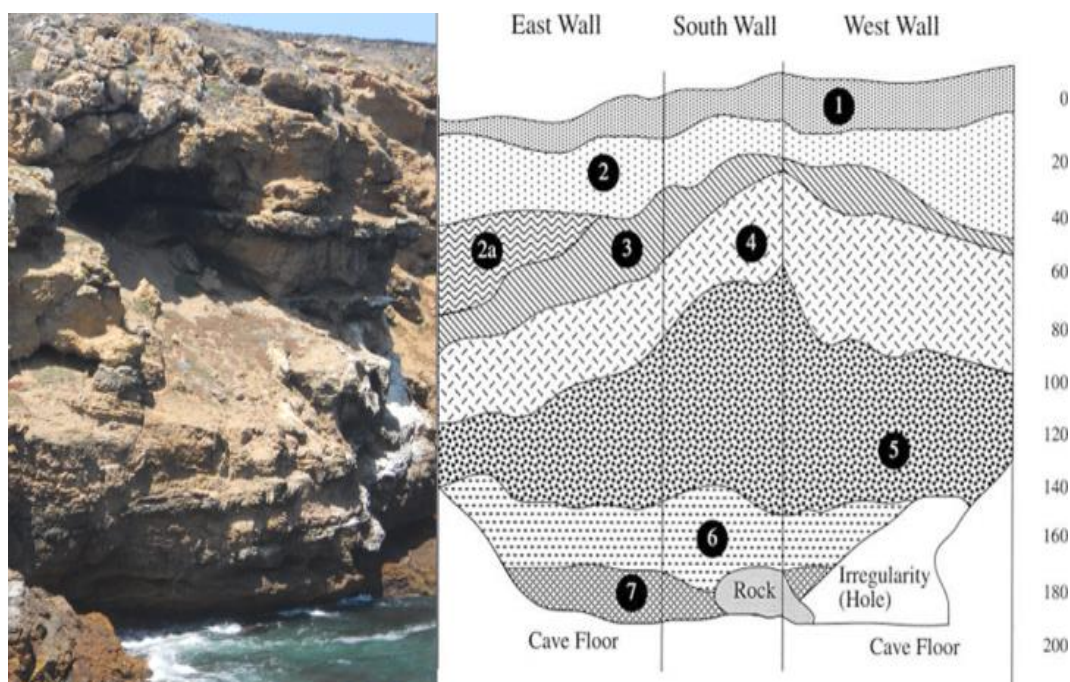 East Wall South Wall West Wall
0
1
20
2
40
2a 3 4
60
80
100
120
5
140
6
160
Irregularity
(Hole)
7 Rock
180
Cave Floor Cave Floor
200